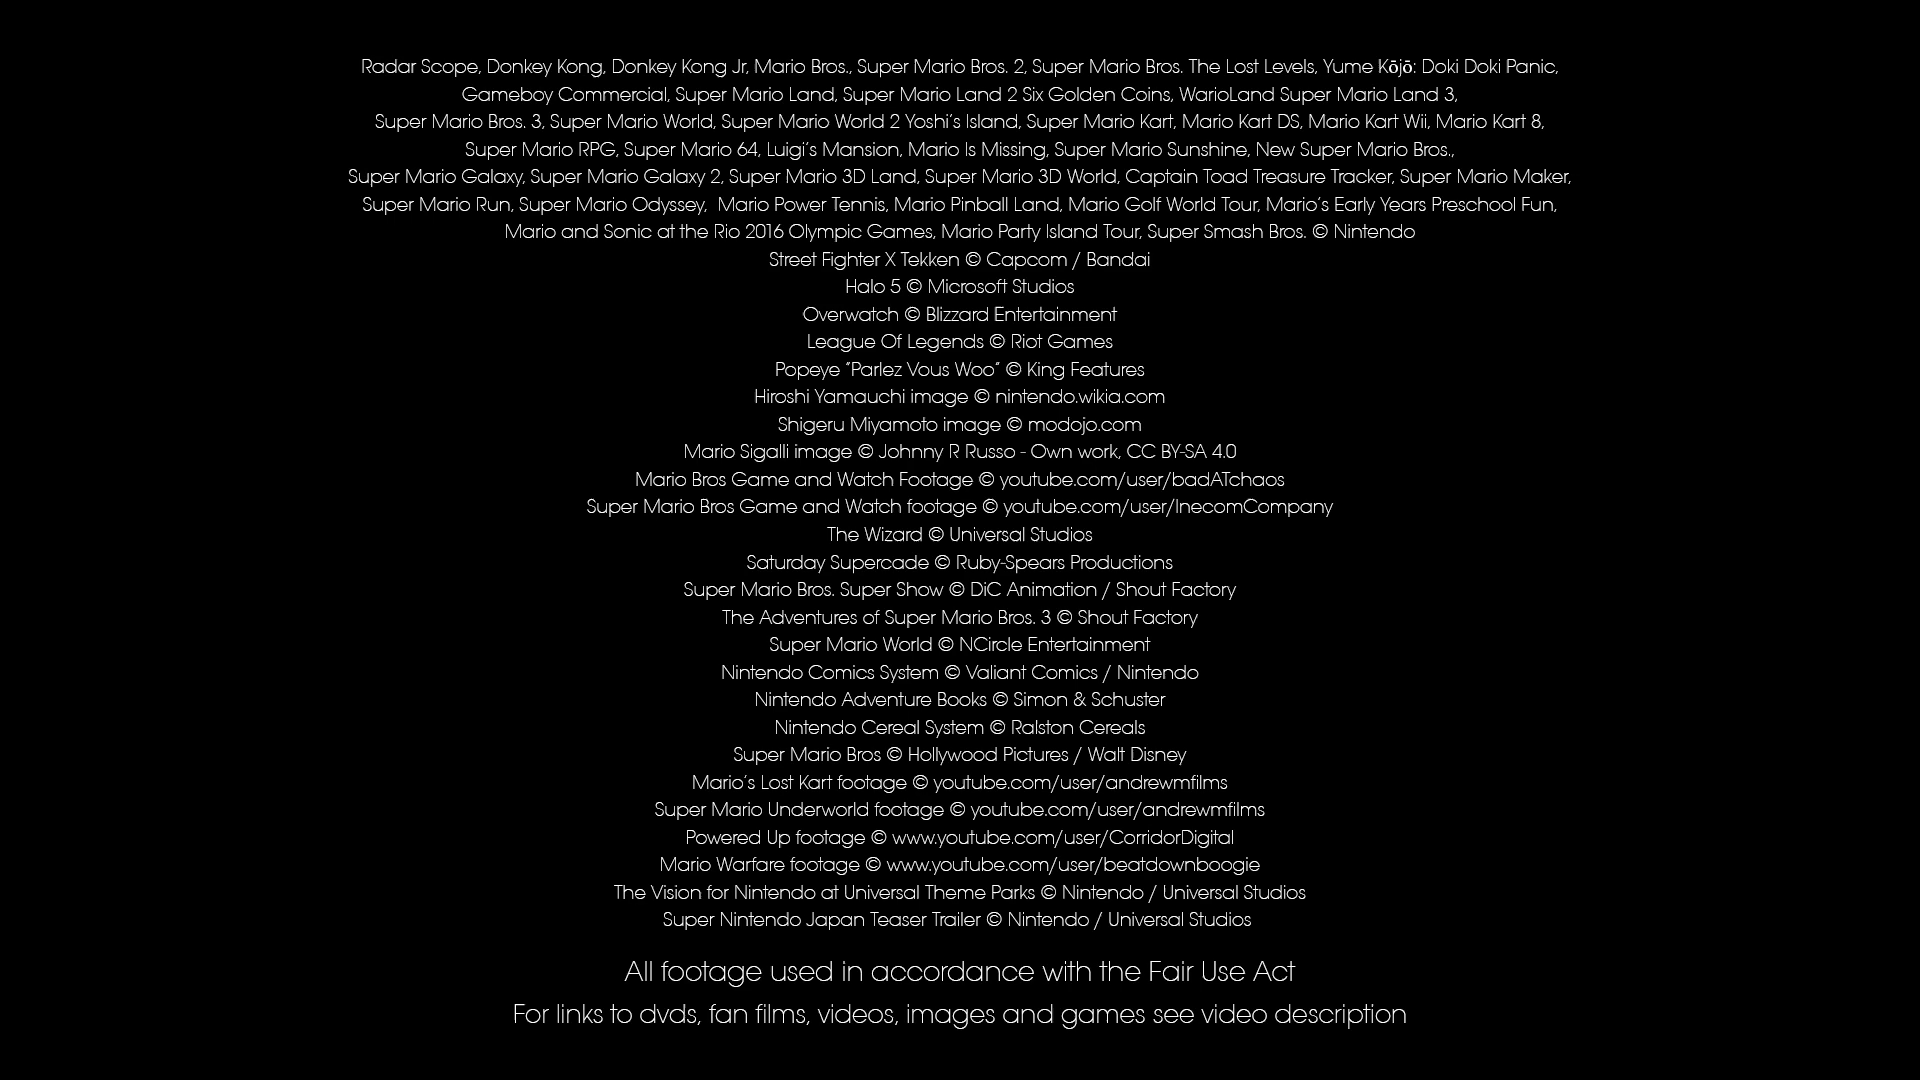 Radar Scope, Donkey Kong, Donkey Kong Jr, Mario Bros., Super Mario Bros. 2, Super Mario Bros. The Lost Levels, Yume Kōjō: Doki Doki Panic,
Gameboy Commercial, Super Mario Land, Super Mario Land 2 Six Golden Coins, WarioLand Super Mario Land 3,
Super Mario Bros. 3, Super Mario World, Super Mario World 2 Yoshi's Island, Super Mario Kart, Mario Kart DS, Mario Kart Wii, Mario Kart 8,
Super Mario RPG, Super Mario 64, Luigi's Mansion, Mario Is Missing, Super Mario Sunshine, New Super Mario Bros.,
Super Mario Galaxy, Super Mario Galaxy 2, Super Mario 3D Land, Super Mario 3D World, Captain Toad Treasure Tracker, Super Mario Maker,
Super Mario Run, Super Mario Odyssey,  Mario Power Tennis, Mario Pinball Land, Mario Golf World Tour, Mario's Early Years Preschool Fun,
Mario and Sonic at the Rio 2016 Olympic Games, Mario Party Island Tour, Super Smash Bros. © Nintendo
Street Fighter X Tekken © Capcom / Bandai
Halo 5 © Microsoft Studios
Overwatch © Blizzard Entertainment
League Of Legends © Riot Games
Popeye "Parlez Vous Woo" © King Features
Hiroshi Yamauchi image © nintendo.wikia.com
Shigeru Miyamoto image © modojo.com
Mario Sigalli image © Johnny R Russo - Own work, CC BY-SA 4.0
Mario Bros Game and Watch Footage © youtube.com/user/badATchaos
Super Mario Bros Game and Watch footage © youtube.com/user/InecomCompany
The Wizard © Universal Studios
Saturday Supercade © Ruby-Spears Productions
Super Mario Bros. Super Show © DiC Animation / Shout Factory
The Adventures of Super Mario Bros. 3 © Shout Factory
Super Mario World © NCircle Entertainment
Nintendo Comics System © Valiant Comics / Nintendo
Nintendo Adventure Books © Simon & Schuster
Nintendo Cereal System © Ralston Cereals
Super Mario Bros © Hollywood Pictures / Walt Disney
Mario's Lost Kart footage © youtube.com/user/andrewmfilms
Super Mario Underworld footage © youtube.com/user/andrewmfilms
Powered Up footage © www.youtube.com/user/CorridorDigital
Mario Warfare footage © www.youtube.com/user/beatdownboogie
The Vision for Nintendo at Universal Theme Parks © Nintendo / Universal Studios
Super Nintendo Japan Teaser Trailer © Nintendo / Universal Studios
All footage used in accordance with the Fair Use Act
For links to dvds, fan films, videos, images and games see video description